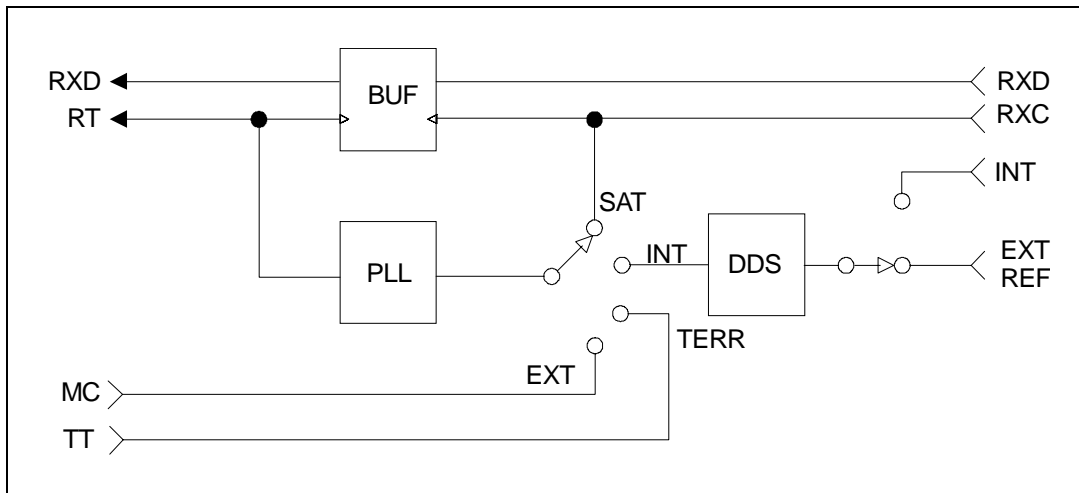 RXD
BUF
RXD
RT
RXC
INT
SAT
PLL
INT
DDS
EXT
REF
TERR
EXT
MC
TT